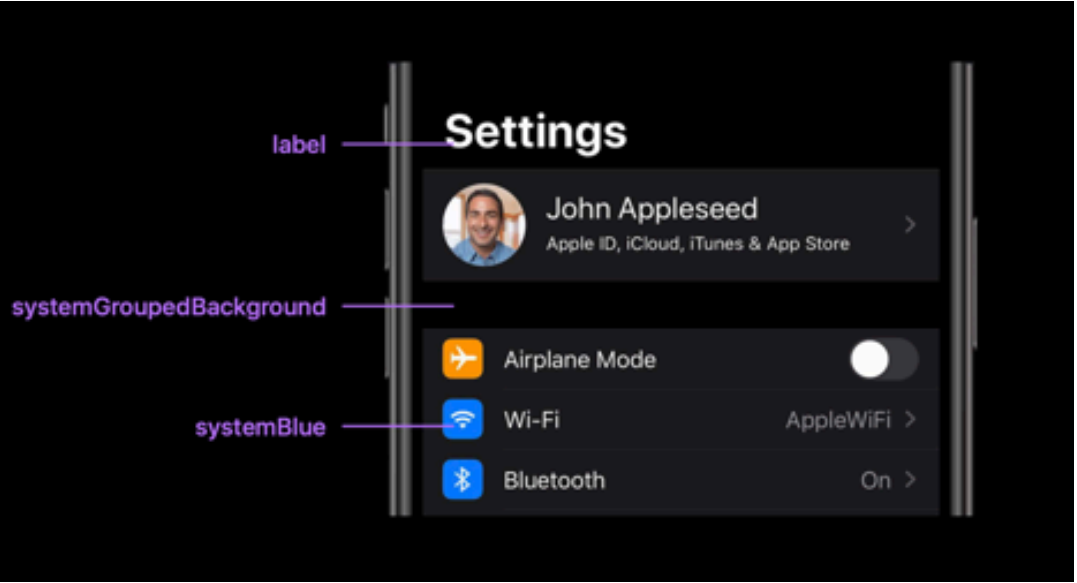 label
Settings
John Appleseed
Apple ID, iCloud, iTunes & App Store
systemGroupedBackground
Airplane Mode
systemBlue
Wi-Fi AppleWiFi
Bluetooth On